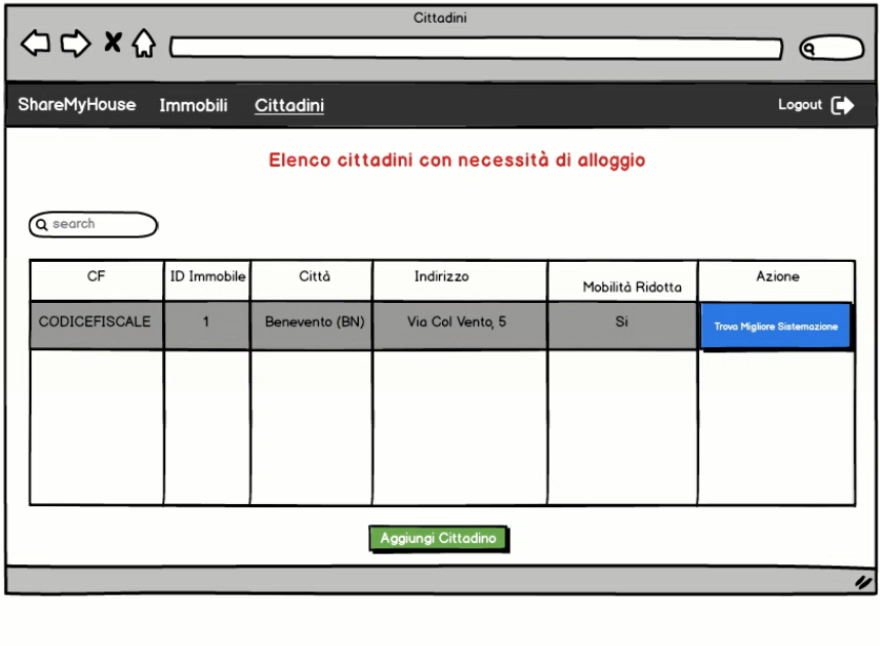 Cittadini
ShareMyHouse Immobili Cittadini Logout
Elenco cittadini con necessità di alloggio
search
CF ID Immobile Città Indirizzo Mobilità Ridotta Azione
CODICEFISCALE 1 Benevento (BN) Via Col Vento, 5 Si Trova Migliore Sistemazione
Aggiungi Cittadino